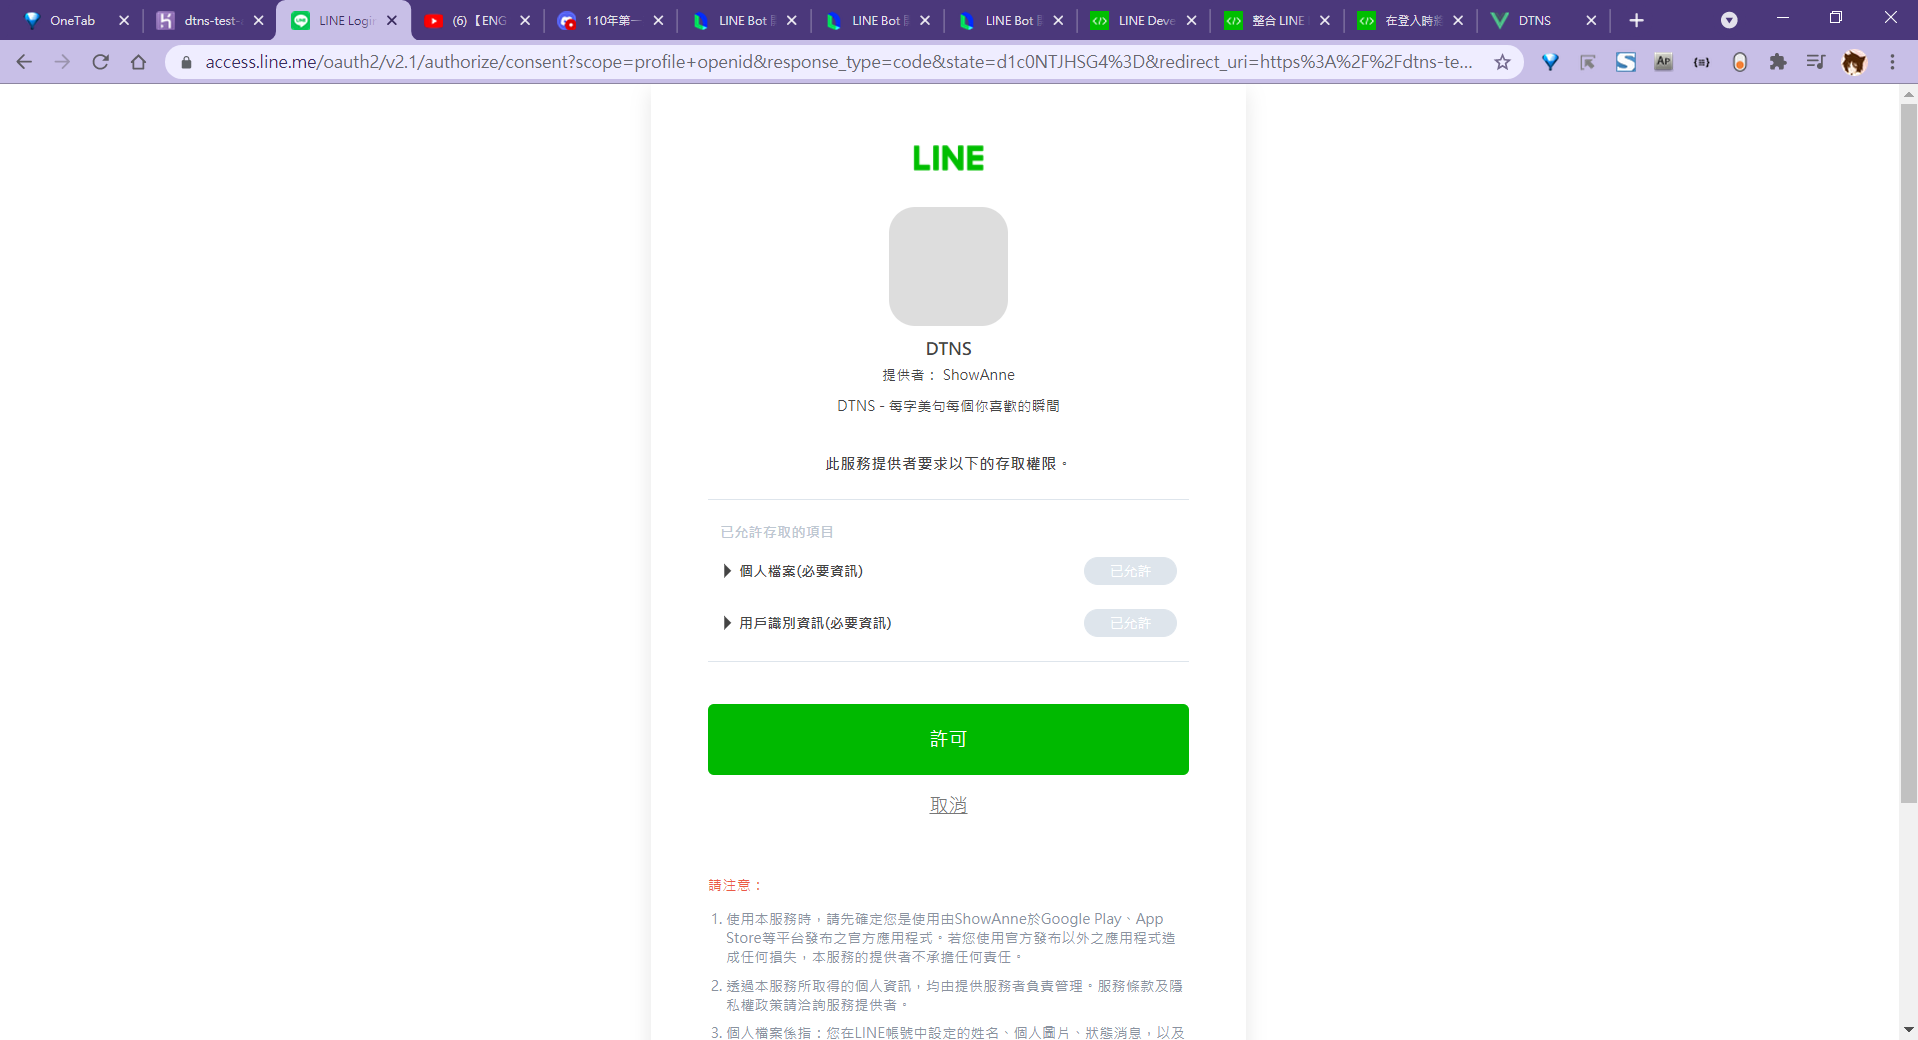 OneTab
dtns-test-
LINE Login
(6)【ENG
110年第一
LINE Bot
LINE Bot
LINE Bot
LINE Deve
整合 LINE
在登入時
DTNS
access.line.me/oauth2/v2.1/authorize/consent?scope=profile+openid&response_type=code&state=d1c0NTJHSG4%3D&redirect_uri=https%3A%2F%2Fdtns-te...
LINE
DTNS
提供者： ShowAnne
DTNS - 每字美句每個你喜歡的瞬間
此服務提供者要求以下的存取權限。
已允許存取的項目
個人檔案(必要資訊) 已允許
用戶識別資訊(必要資訊) 已允許
許可
取消
請注意：
1. 使用本服務時，請先確定您是使用由ShowAnne於Google Play、App
Store等平台發布之官方應用程式。若您使用官方發布以外之應用程式造
成任何損失，本服務的提供者不承擔任何責任。
2. 透過本服務所取得的個人資訊，均由提供服務者負責管理。服務條款及隱
私權政策請洽詢服務提供者。
3. 個人檔案係指：您在LINE帳號中設定的姓名、個人圖片、狀態消息，以及